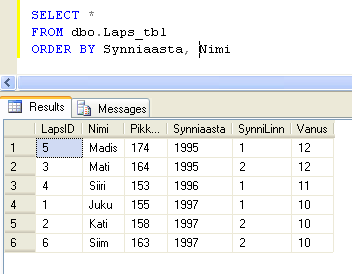 SELECT *
FROM dbo.Laps_tbl
ORDER BY Synniaasta, Nimi
Results Messages
LapsID Nimi Pikk... Synniaasta SynniLinn Vanus
1 5 Madis 174 1995 1 12
2 3 Mati 164 1995 2 12
3 4 Siiri 153 1996 1 11
4 1 Juku 155 1997 1 10
5 2 Kati 158 1997 2 10
6 6 Siim 163 1997 2 10